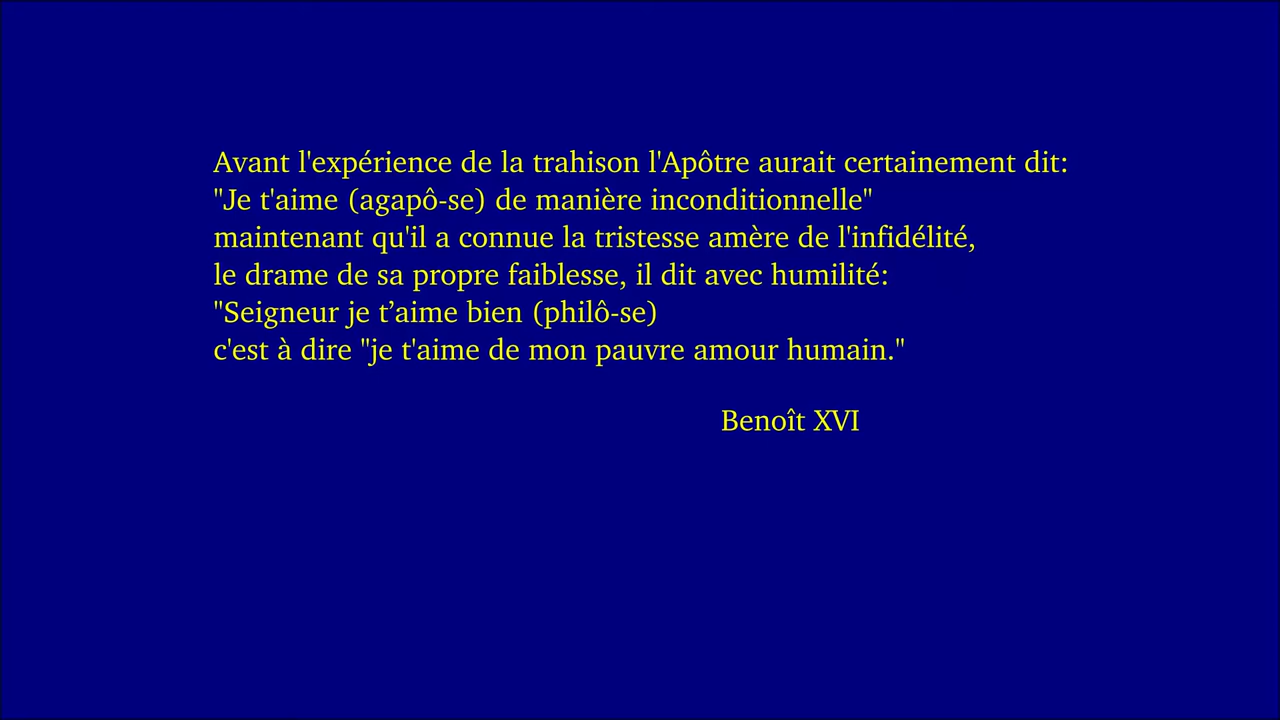 Avant l'expérience de la trahison l'Apôtre aurait certainement dit:
"Je t'aime (agapô-se) de manière inconditionnelle"
maintenant qu'il a connue la tristesse amère de l'infidélité,
le drame de sa propre faiblesse, il dit avec humilité:
"Seigneur je t’aime bien (philô-se)
c'est à dire "je t'aime de mon pauvre amour humain."
Benoît XVI